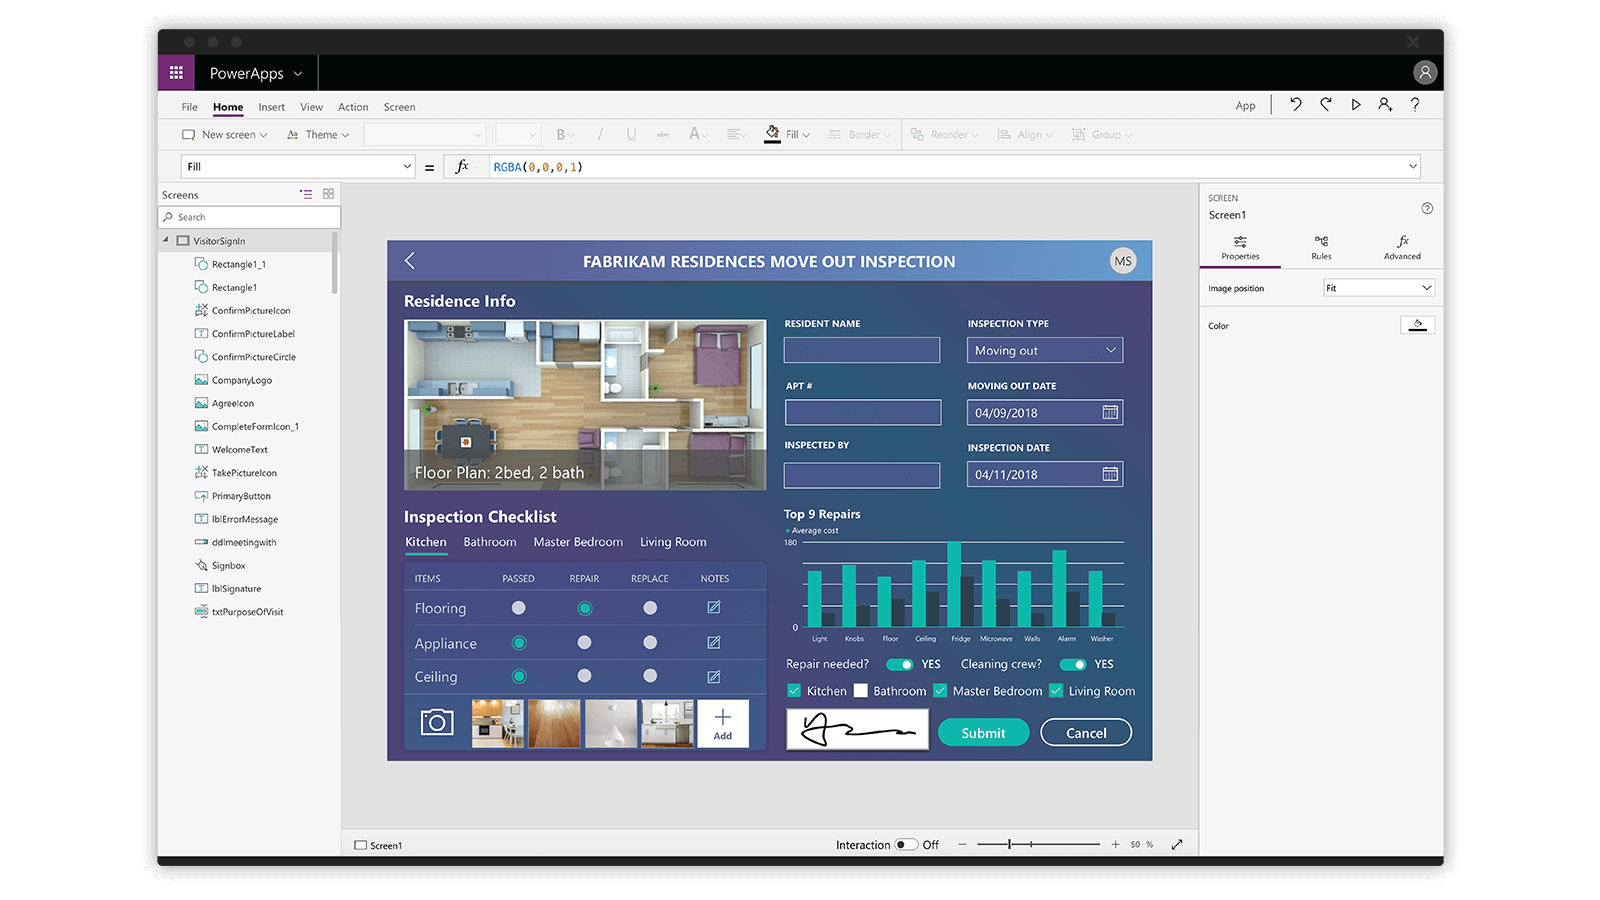 PowerApps
File Home Insert View Action Screen App ?
New screen Theme B / U abc A Fill Border Reorder Align Group
Fill = fx RGBA(0,0,0,1)
Screens
Search
VisitorSignIn
Rectangle1_1
Rectangle1
ConfirmPictureIcon
ConfirmPictureLabel
ConfirmPictureCircle
CompanyLogo
AgreeIcon
CompleteFormIcon_1
WelcomeText
TakePictureIcon
PrimaryButton
lblErrorMessage
ddlmeetingwith
Signbox
lblSignature
txtPurposeOfVisit
FABRIKAM RESIDENCES MOVE OUT INSPECTION MS
Residence Info
Floor Plan: 2bed, 2 bath
RESIDENT NAME INSPECTION TYPE
Moving out
APT # MOVING OUT DATE
04/09/2018
INSPECTED BY INSPECTION DATE
04/11/2018
Inspection Checklist
Kitchen Bathroom Master Bedroom Living Room
ITEMS PASSED REPAIR REPLACE NOTES
Flooring
Appliance
Ceiling
Add
Top 9 Repairs
Average cost
180
0
Light Knobs Floor Ceiling Fridge Microwave Walls Alarm Washer
Repair needed? YES Cleaning crew? YES
Kitchen Bathroom Master Bedroom Living Room
Submit Cancel
SCREEN
Screen1
Properties Rules Advanced
Image position Fit
Color
Screen1 Interaction Off 50 %